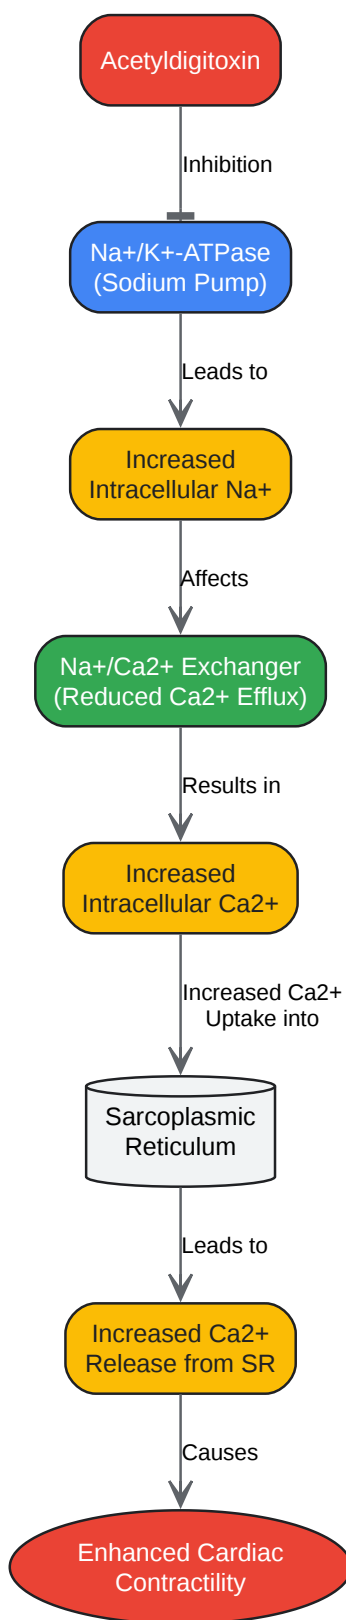 Acetyldigitoxin
Inhibition
Na+/K+-ATPase
(Sodium Pump)
Leads to
Increased
Intracellular Na+
Affects
Na+/Ca2+ Exchanger
(Reduced Ca2+ Efflux)
Results in
Increased
Intracellular Ca2+
Increased Ca2+
Uptake into
Sarcoplasmic
Reticulum
Leads to
Increased Ca2+
Release from SR
Causes
Enhanced Cardiac
Contractility